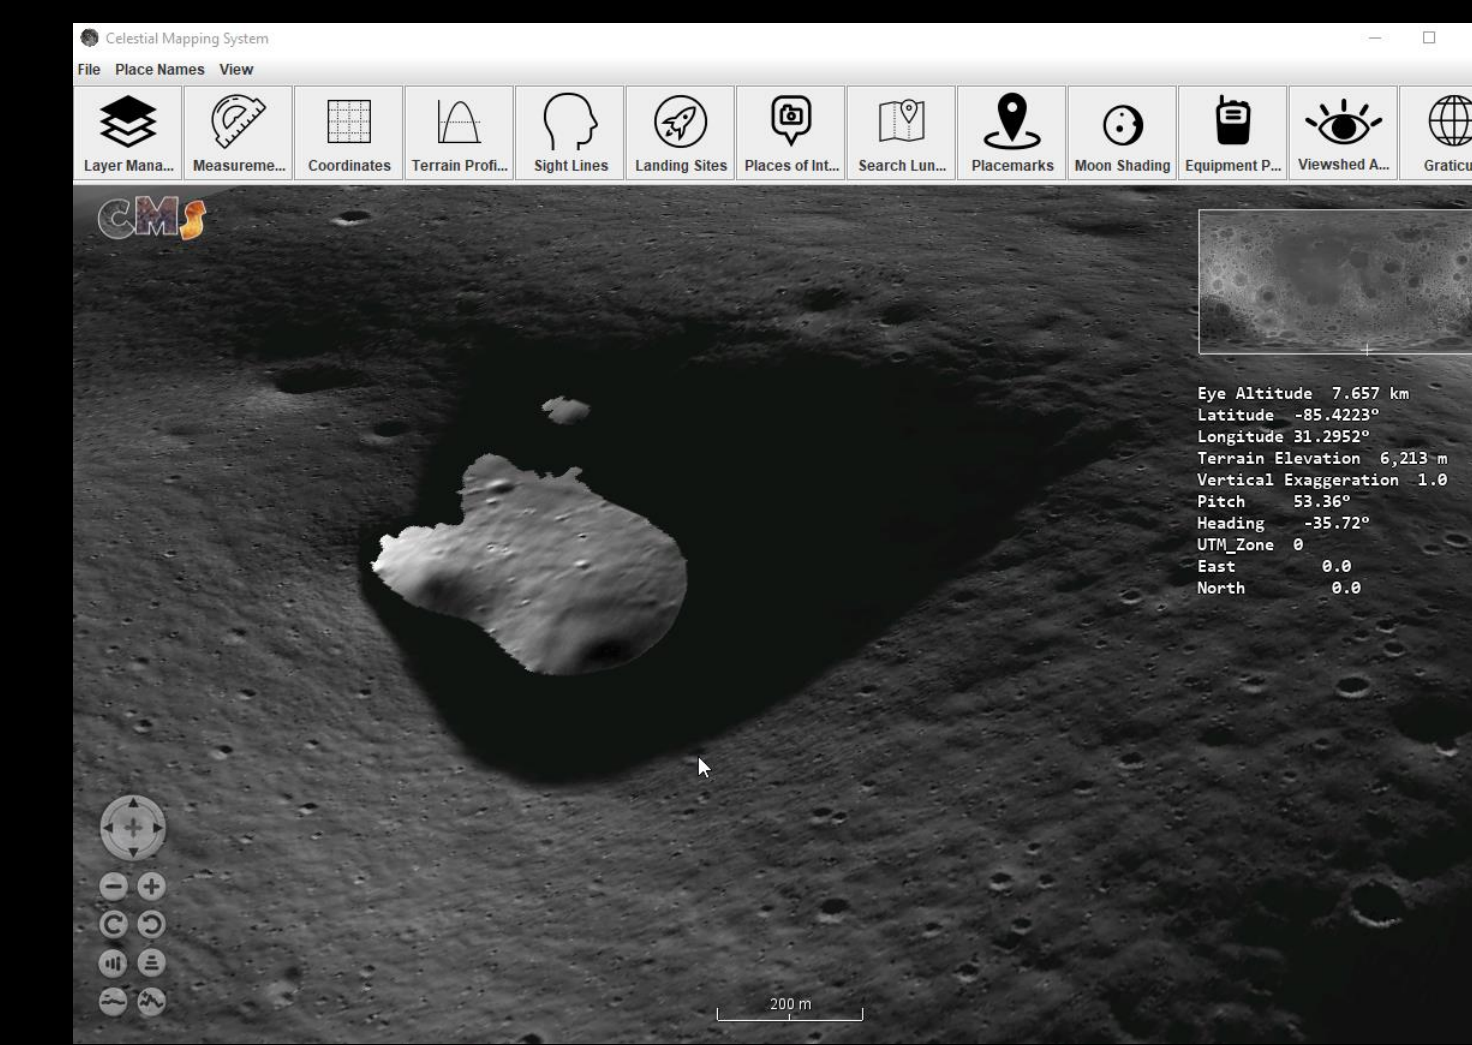 Celestial Mapping System
File Place Names View
Layer Mana... Measureme... Coordinates Terrain Profi... Sight Lines Landing Sites Places of Int... Search Lun... Placemarks Moon Shading Equipment P... Viewshed A... Graticu
CMS
Eye Altitude 7.657 km
Latitude -85.4223°
Longitude 31.2952°
Terrain Elevation 6,213 m
Vertical Exaggeration 1.0
Pitch 53.36°
Heading -35.72°
UTM_Zone 0
East 0.0
North 0.0
200 m